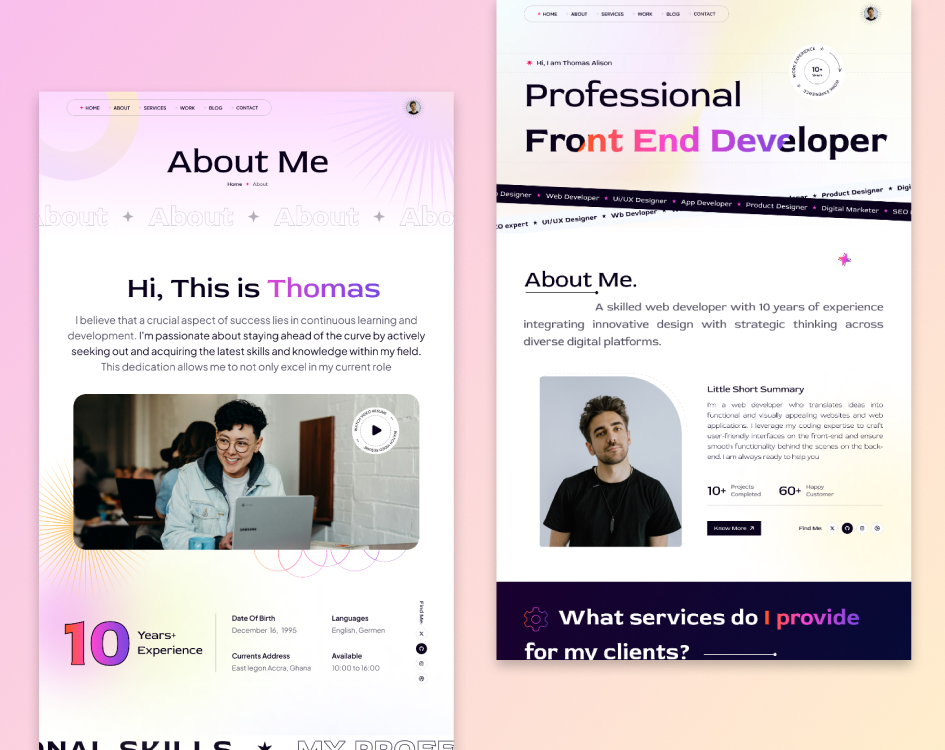 HOME ABOUT SERVICES WORK BLOG CONTACT
About Me
Home About
About About About Abo
Hi, This is Thomas
I believe that a crucial aspect of success lies in continuous learning and
development. I'm passionate about staying ahead of the curve by actively
seeking out and acquiring the latest skills and knowledge within my field.
This dedication allows me to not only excel in my current role
WATCH VIDEO RESUME WATCH VIDEO RESUME
10 Years+
Experience
Date Of Birth
December 16, 1995
Languages
English, Germen
Currents Address
East legon Accra, Ghana
Available
10:00 to 16:00
Find Me:
ONAL SKILLS ★ MY PROFE
HOME ABOUT SERVICES WORK BLOG CONTACT
Hi, I am Thomas Alison
WORK EXPERIENCE WORK EXPERIENCE
10+
Years
Professional
Front End Developer
★ Product Designer ★ Digi
Designer ★ Web Developer ★ UI/UX Designer ★ App Developer ★ Product Designer ★ Digital Marketer ★ SEO
EO expert ★ UI/UX Designer ★ Wb Devloper
About Me.
A skilled web developer with 10 years of experience
integrating innovative design with strategic thinking across
diverse digital platforms.
Little Short Summary
I'm a web developer who translates ideas into
functional and visually appealing websites and web
applications. I leverage my coding expertise to craft
user-friendly interfaces on the front-end and ensure
smooth functionality behind the scenes on the back-
end. I am always ready to help you
10+ Projects
Completed
60+ Happy
Customer
Know More
Find Me:
What services do I provide
for my clients?